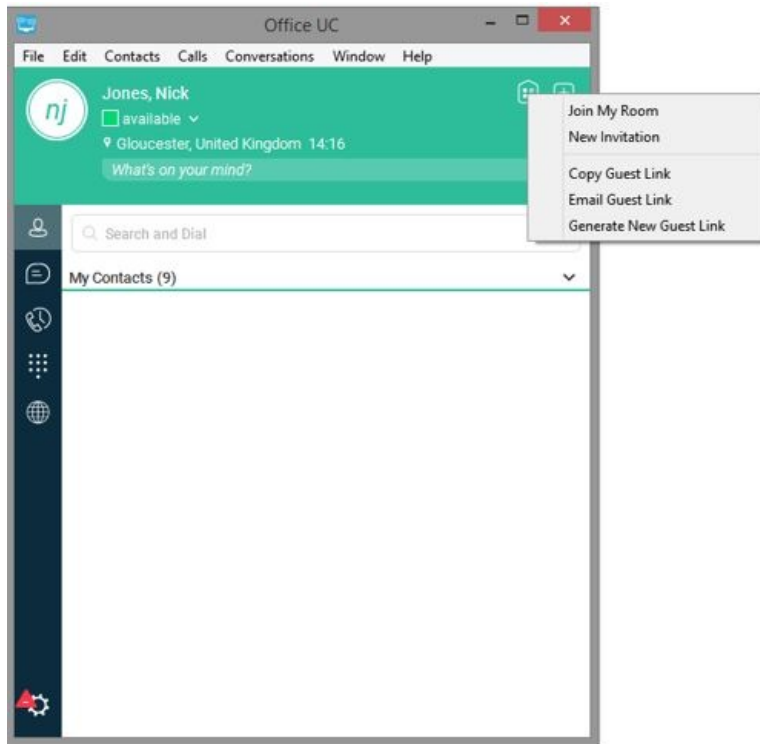 Office UC
File Edit Contacts Calls Conversations Window Help
nj
Jones, Nick
available
Gloucester, United Kingdom 14:16
What's on your mind?
Join My Room
New Invitation
Copy Guest Link
Email Guest Link
Generate New Guest Link
Search and Dial
My Contacts (9)